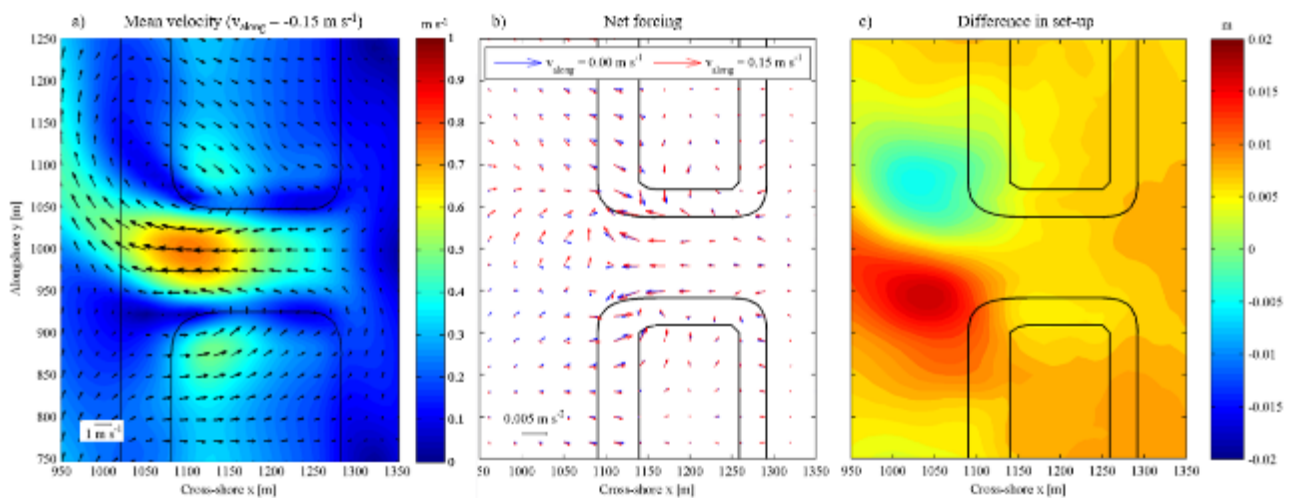 a) Mean velocity (v_along – -0.15 m s⁻¹)
m s⁻¹
b) Net forcing
c) Difference in set-up
m
1250
1200
1150
1100
1050
1000
950
900
850
800
750
Alongshore y [m]
1 m s⁻¹
950 1000 1050 1100 1150 1200 1250 1300 1350
Cross-shore x [m]
1
0.9
0.8
0.7
0.6
0.5
0.4
0.3
0.2
0.1
0
v_along = 0.00 m s⁻¹
v_along = 0.15 m s⁻¹
0.005 m s⁻²
50 1000 1050 1100 1150 1200 1250 1300 1350
Cross-shore x [m]
950 1000 1050 1100 1150 1200 1250 1300 1350
Cross-shore x [m]
0.02
0.015
0.01
0.005
0
-0.005
-0.01
-0.015
-0.02